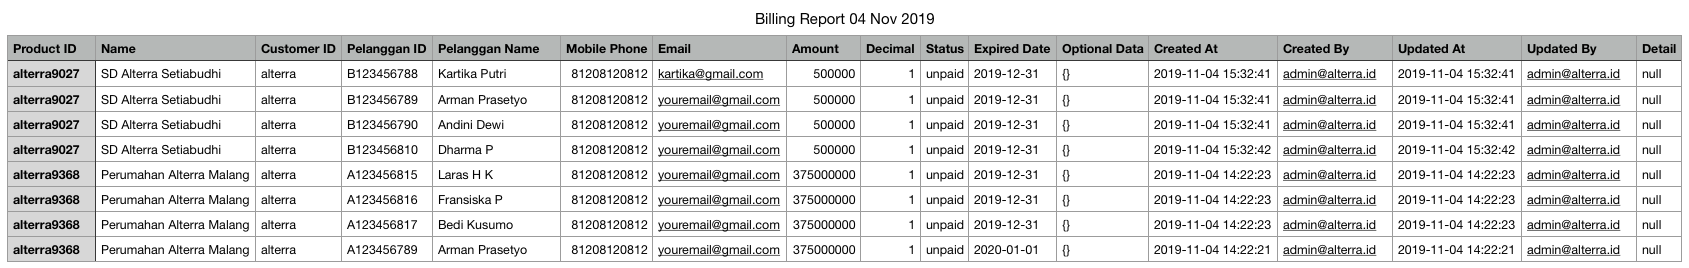 Billing Report 04 Nov 2019
Product ID Name Customer ID Pelanggan ID Pelanggan Name Mobile Phone Email Amount Decimal Status Expired Date Optional Data Created At Created By Updated At Updated By Detail
alterra9027 SD Alterra Setiabudhi alterra B123456788 Kartika Putri 81208120812 kartika@gmail.com 500000 1 unpaid 2019-12-31 {} 2019-11-04 15:32:41 admin@alterra.id 2019-11-04 15:32:41 admin@alterra.id null
alterra9027 SD Alterra Setiabudhi alterra B123456789 Arman Prasetyo 81208120812 youremail@gmail.com 500000 1 unpaid 2019-12-31 {} 2019-11-04 15:32:41 admin@alterra.id 2019-11-04 15:32:41 admin@alterra.id null
alterra9027 SD Alterra Setiabudhi alterra B123456790 Andini Dewi 81208120812 youremail@gmail.com 500000 1 unpaid 2019-12-31 {} 2019-11-04 15:32:41 admin@alterra.id 2019-11-04 15:32:41 admin@alterra.id null
alterra9027 SD Alterra Setiabudhi alterra B123456810 Dharma P 81208120812 youremail@gmail.com 500000 1 unpaid 2019-12-31 {} 2019-11-04 15:32:42 admin@alterra.id 2019-11-04 15:32:42 admin@alterra.id null
alterra9368 Perumahan Alterra Malang alterra A123456815 Laras H K 81208120812 youremail@gmail.com 375000000 1 unpaid 2019-12-31 {} 2019-11-04 14:22:23 admin@alterra.id 2019-11-04 14:22:23 admin@alterra.id null
alterra9368 Perumahan Alterra Malang alterra A123456816 Fransiska P 81208120812 youremail@gmail.com 375000000 1 unpaid 2019-12-31 {} 2019-11-04 14:22:23 admin@alterra.id 2019-11-04 14:22:23 admin@alterra.id null
alterra9368 Perumahan Alterra Malang alterra A123456817 Bedi Kusumo 81208120812 youremail@gmail.com 375000000 1 unpaid 2019-12-31 {} 2019-11-04 14:22:23 admin@alterra.id 2019-11-04 14:22:23 admin@alterra.id null
alterra9368 Perumahan Alterra Malang alterra A123456789 Arman Prasetyo 81208120812 youremail@gmail.com 375000000 1 unpaid 2020-01-01 {} 2019-11-04 14:22:21 admin@alterra.id 2019-11-04 14:22:21 admin@alterra.id null